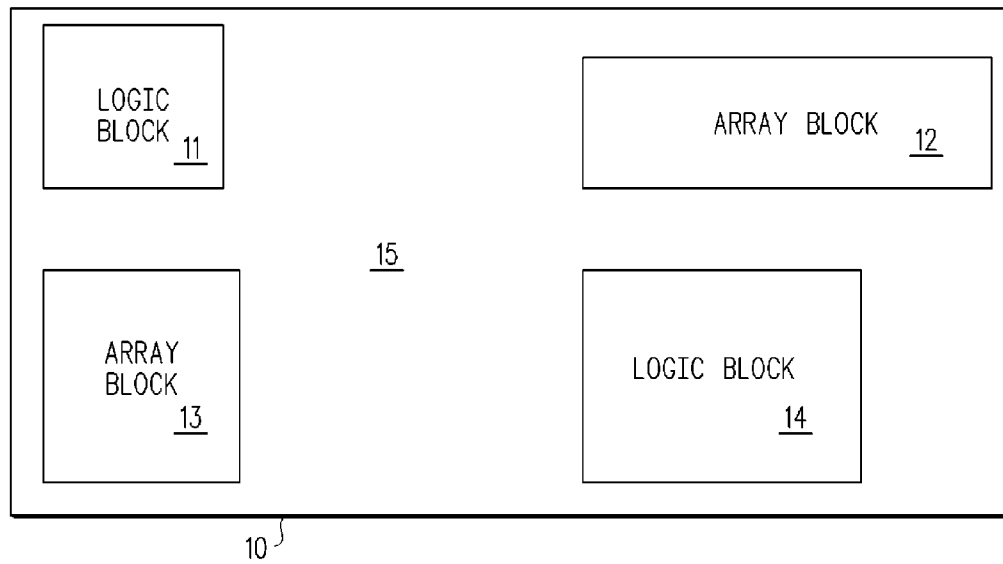 LOGIC
BLOCK
11
ARRAY BLOCK 12
15
ARRAY
BLOCK
13
LOGIC BLOCK
14
10